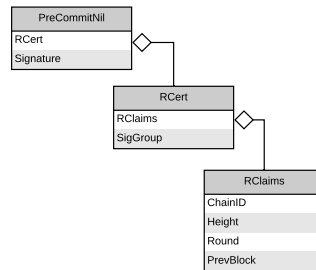 PreCommitNil
RCert
Signature
RCert
RClaims
SigGroup
RClaims
ChainID
Height
Round
PrevBlock